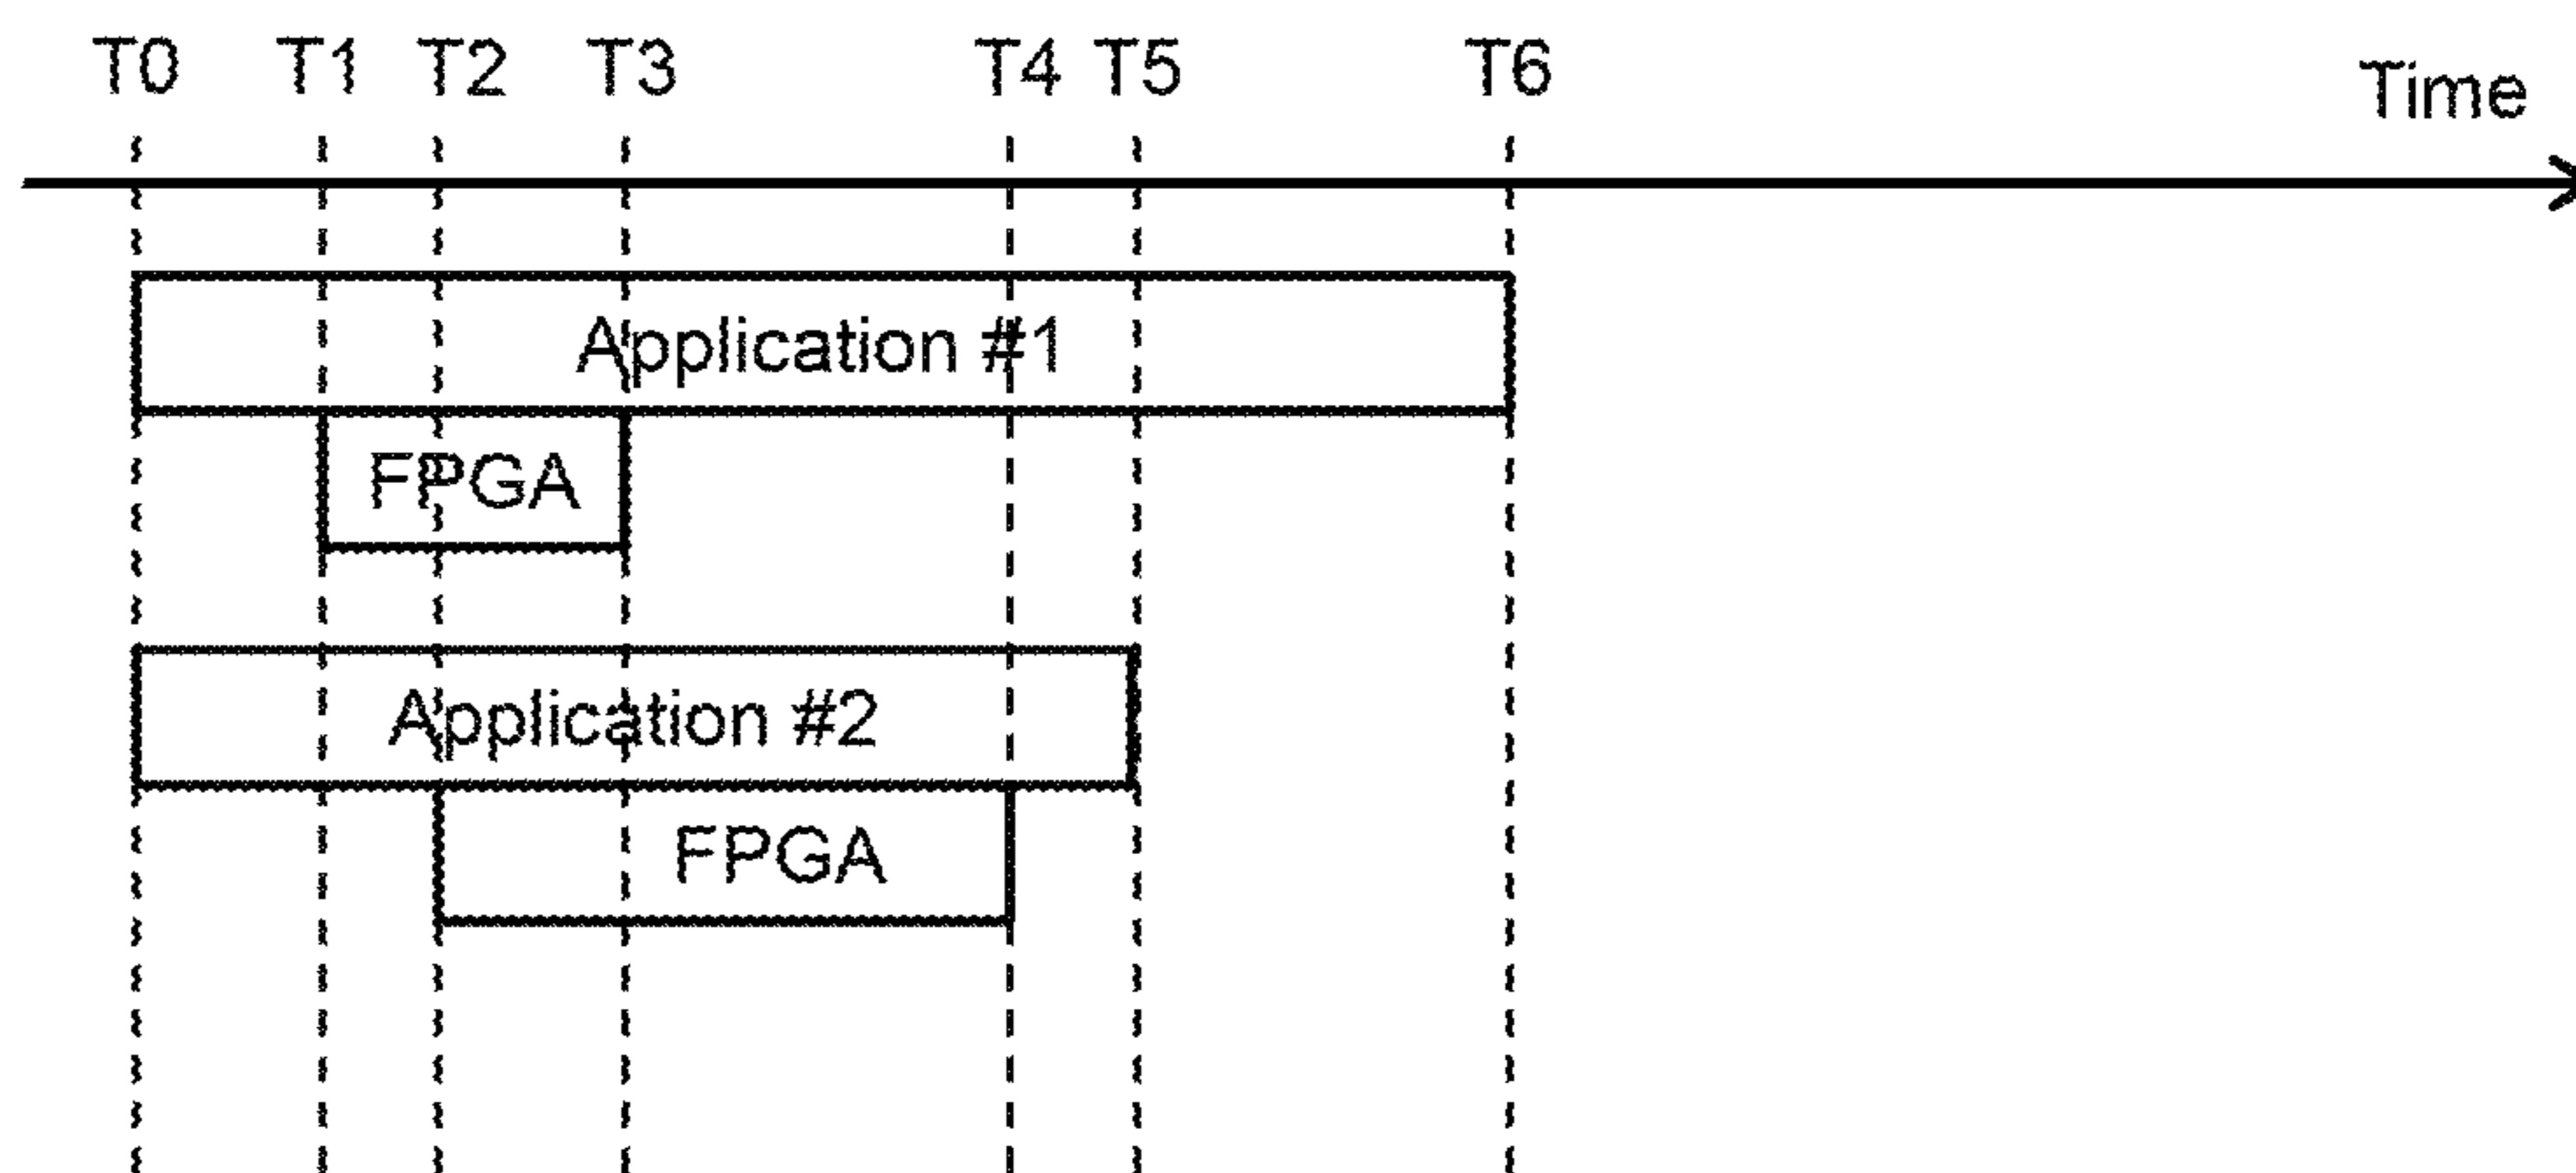 T0 T1 T2 T3 T4 T5 T6
Time
Application #1
FPGA
Application #2
FPGA